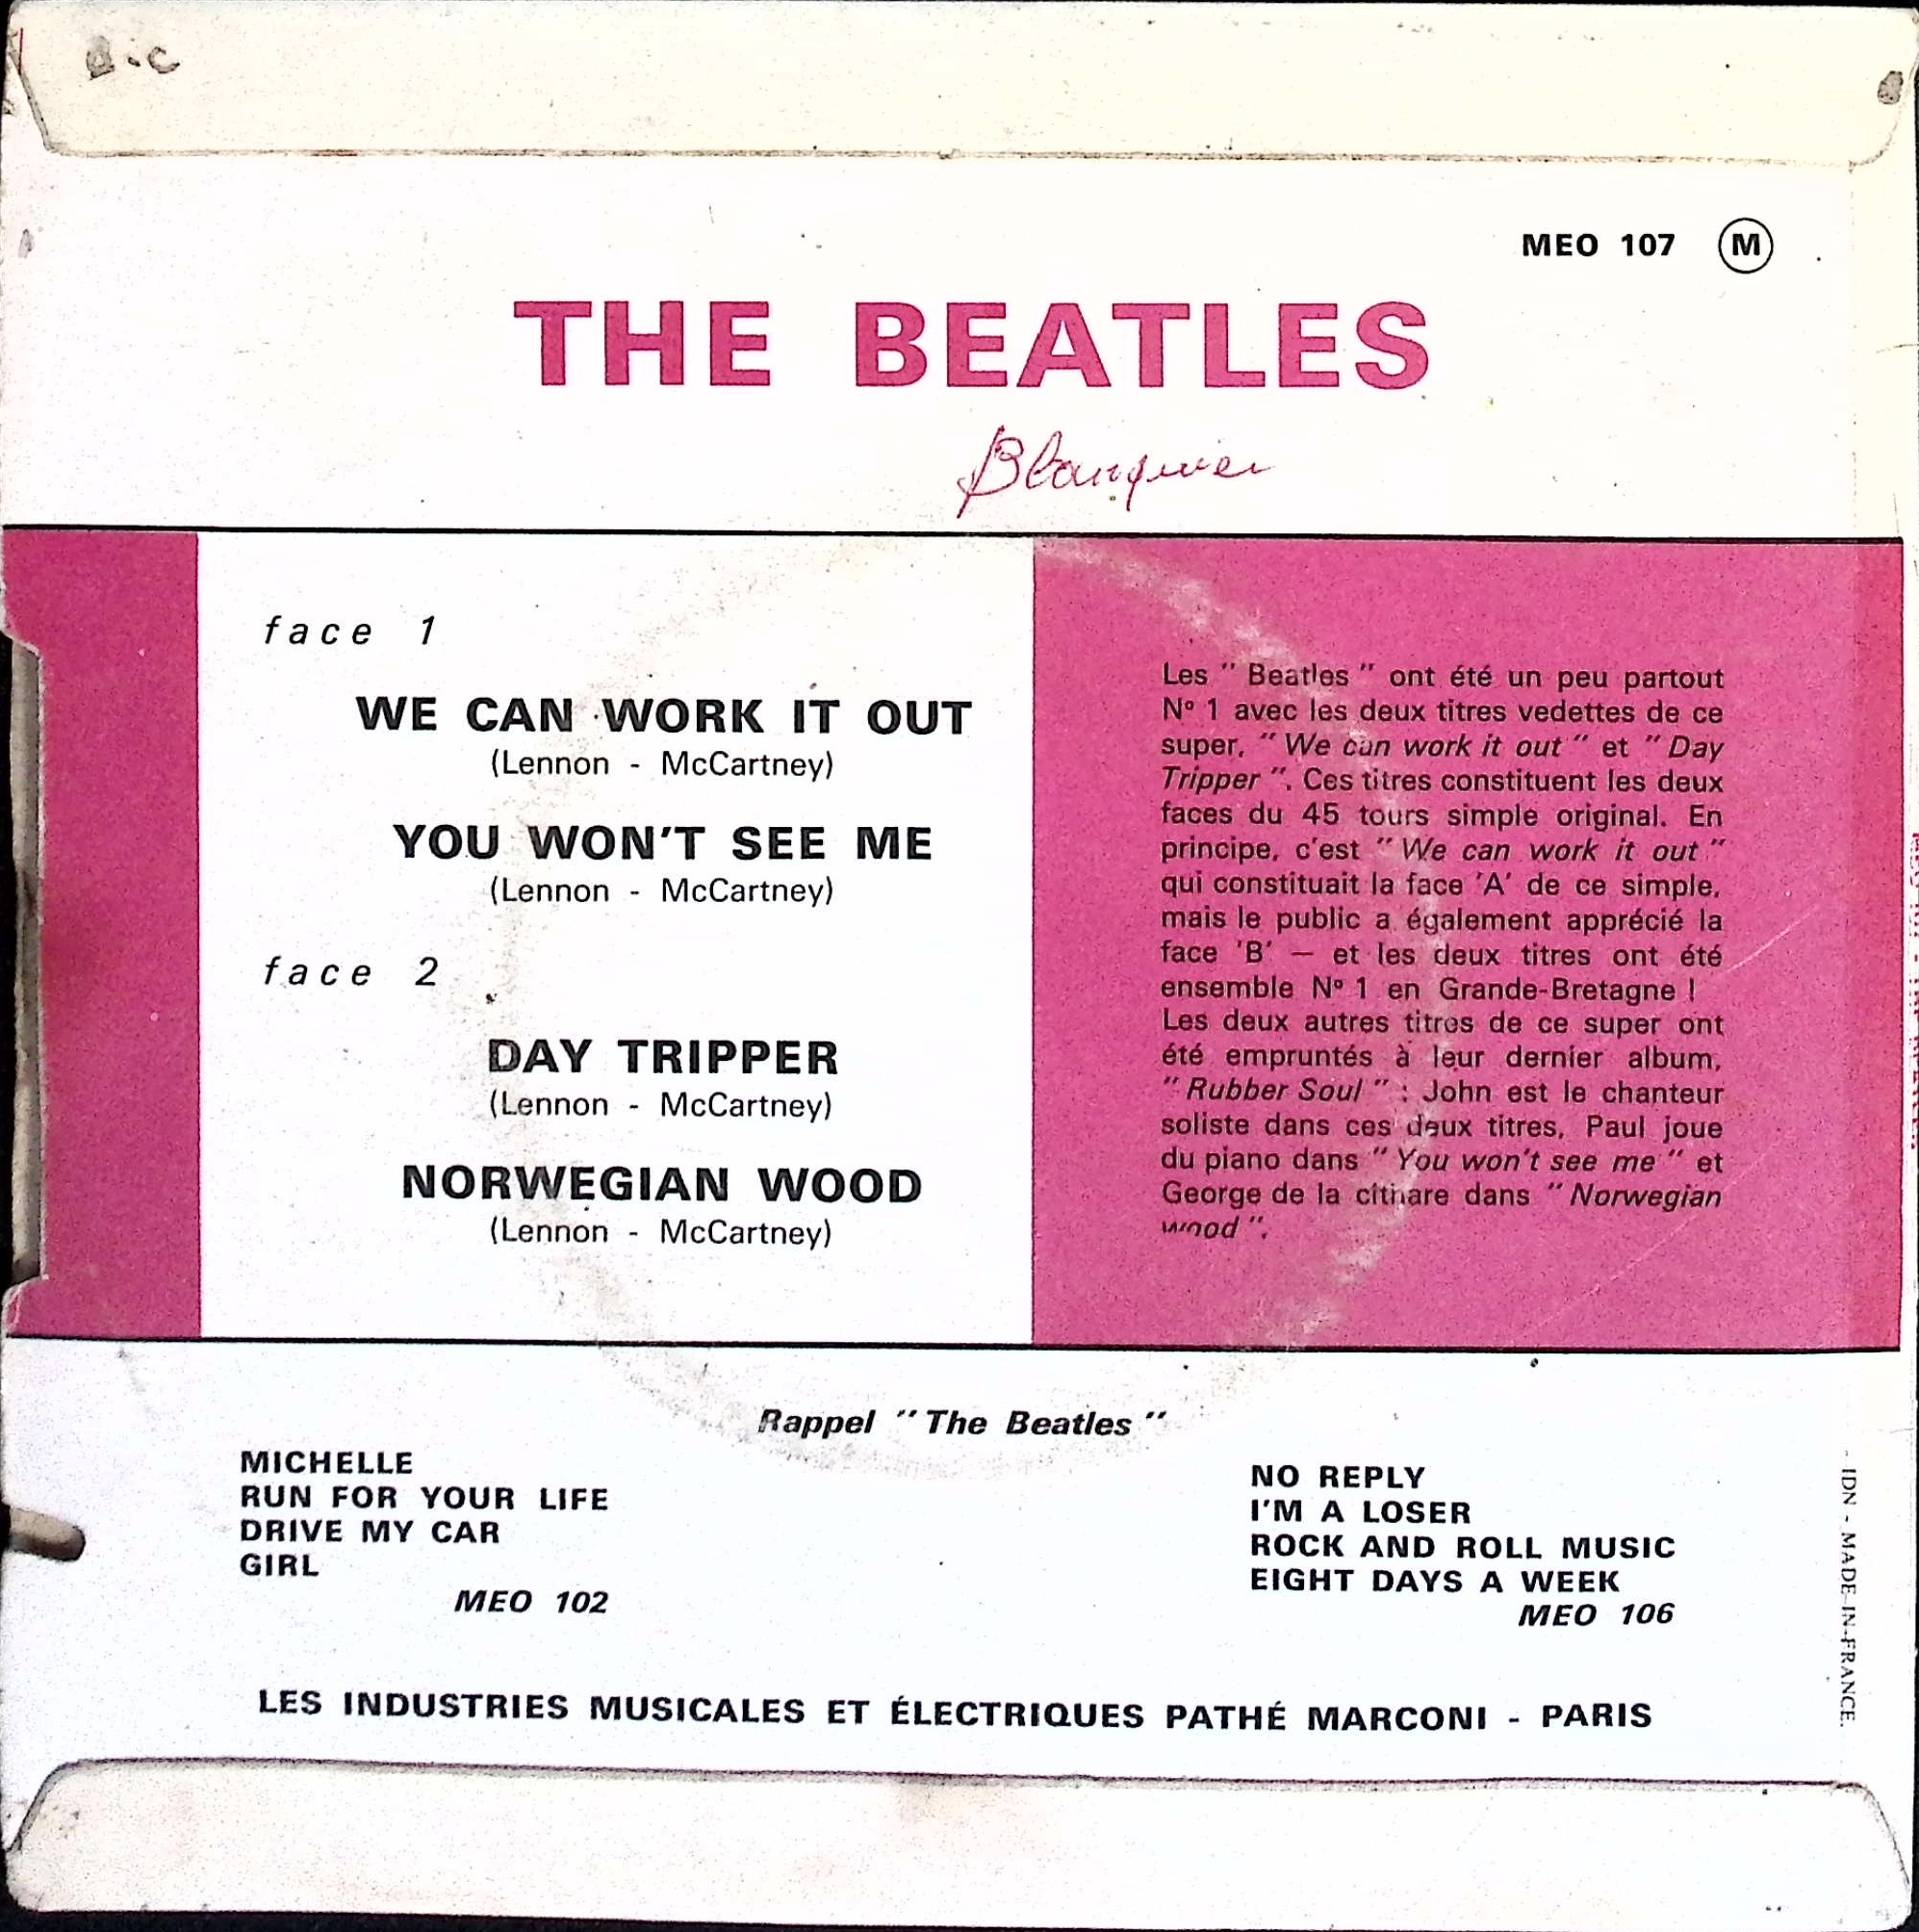 MEO 107 M
THE BEATLES
face 1
WE CAN WORK IT OUT
(Lennon - McCartney)
YOU WON'T SEE ME
(Lennon - McCartney)
face 2
DAY TRIPPER
(Lennon - McCartney)
NORWEGIAN WOOD
(Lennon - McCartney)
Les " Beatles " ont été un peu partout
Nº 1 avec les deux titres vedettes de ce
super, " We can work it out " et " Day
Tripper ". Ces titres constituent les deux
faces du 45 tours simple original. En
principe, c'est " We can work it out "
qui constituait la face 'A' de ce simple,
mais le public a également apprécié la
face 'B' — et les deux titres ont été
ensemble Nº 1 en Grande-Bretagne !
Les deux autres titres de ce super ont
été empruntés à leur dernier album,
" Rubber Soul " : John est le chanteur
soliste dans ces deux titres, Paul joue
du piano dans " You won't see me " et
George de la cithare dans " Norwegian
wood ".
Rappel " The Beatles "
MICHELLE
RUN FOR YOUR LIFE
DRIVE MY CAR
GIRL
MEO 102
NO REPLY
I'M A LOSER
ROCK AND ROLL MUSIC
EIGHT DAYS A WEEK
MEO 106
- IDN - MADE-IN-FRANCE.
LES INDUSTRIES MUSICALES ET ÉLECTRIQUES PATHÉ MARCONI - PARIS